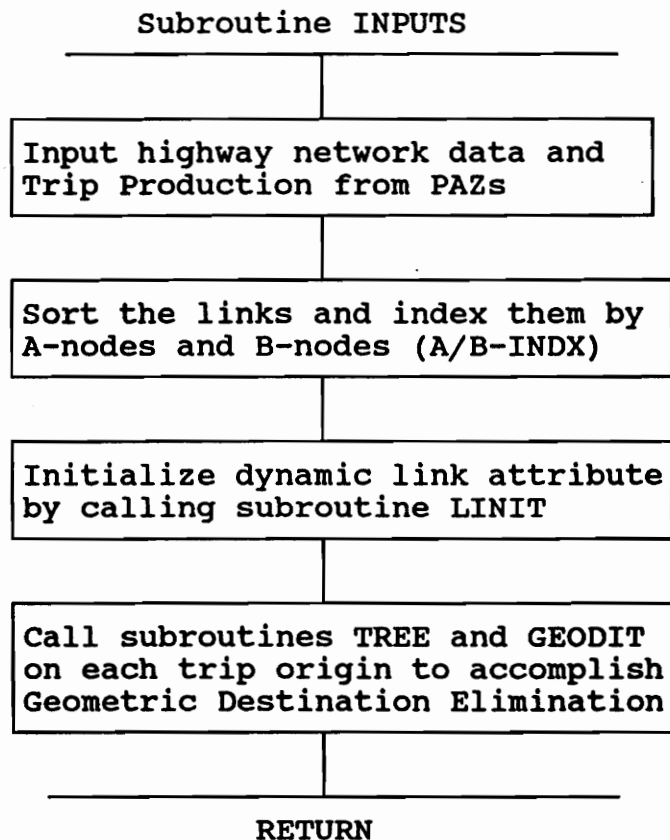 Subroutine INPUTS
Input highway network data and
Trip Production from PAZs
Sort the links and index them by
A-nodes and B-nodes (A/B-INDX)
Initialize dynamic link attribute
by calling subroutine LINIT
Call subroutines TREE and GEODIT
on each trip origin to accomplish
Geometric Destination Elimination
RETURN